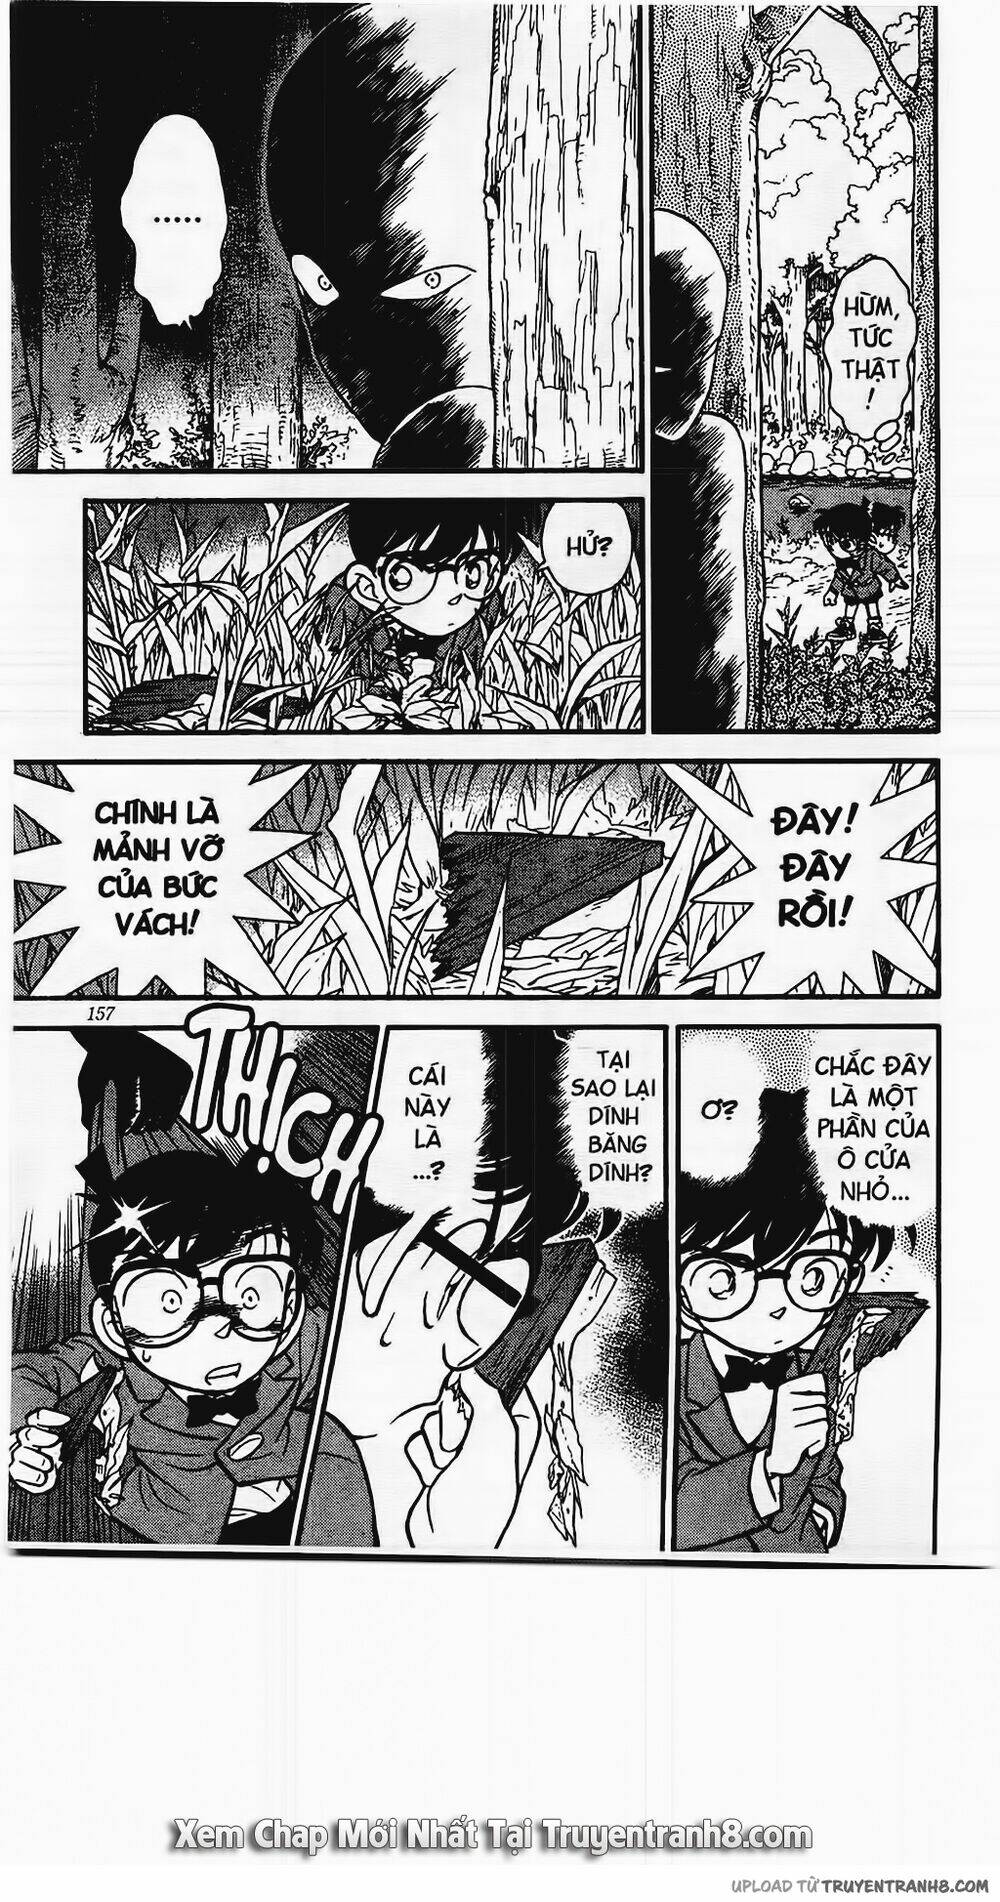 HỪM,
TỨC
THẬT
!
.....
HỬ?
ĐÂY!
ĐÂY
RỒI!
CHÍNH LÀ
MẢNH VỠ
CỦA BỨC
VÁCH!
157
CHẮC ĐÂY
LÀ MỘT
PHẦN CỦA
Ô CỬA
NHỎ...
Ơ?
TẠI
SAO LẠI
DÍNH
BĂNG
DÍNH?
CÁI
NÀY
LÀ
...?
THỊCH
Xem Chap Mới Nhất Tại Truyentranh8.com
UPLOAD TỪ TRUYENTRANH8.COM